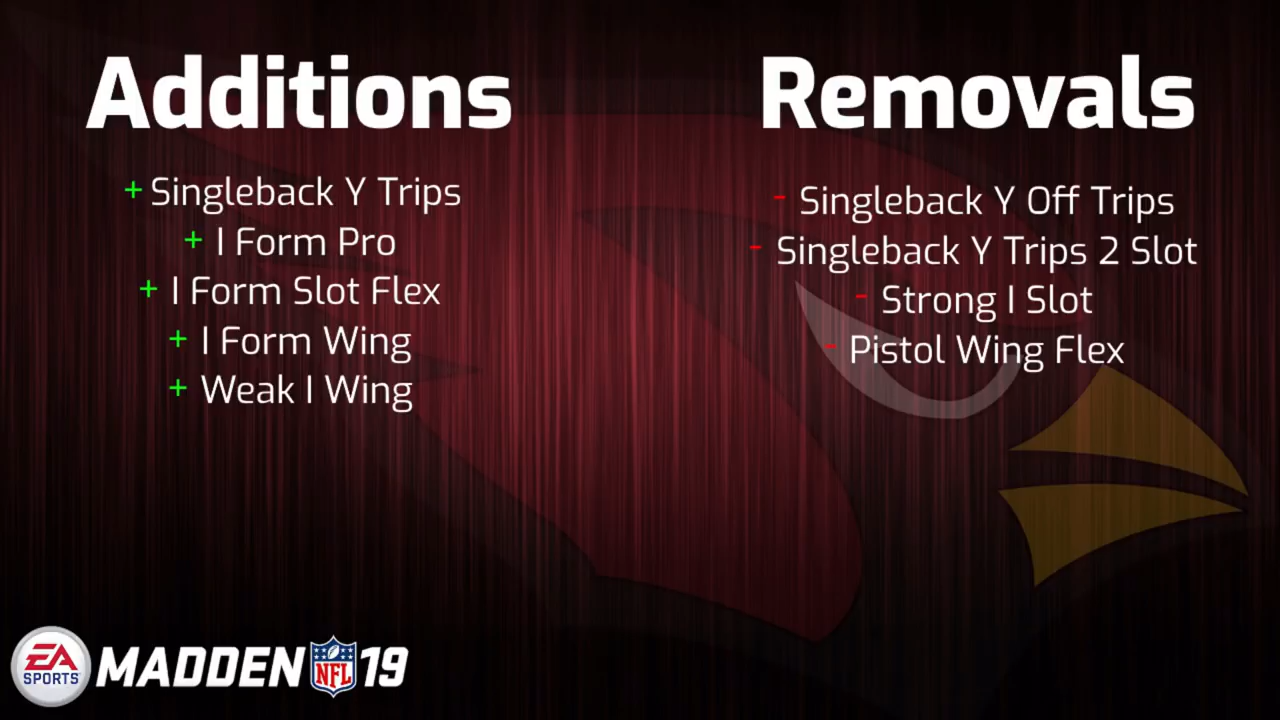 Additions
+ Singleback Y Trips
+ I Form Pro
+ I Form Slot Flex
+ I Form Wing
+ Weak I Wing
Removals
- Singleback Y Off Trips
- Singleback Y Trips 2 Slot
- Strong I Slot
- Pistol Wing Flex
EA
SPORTS
MADDEN NFL 19